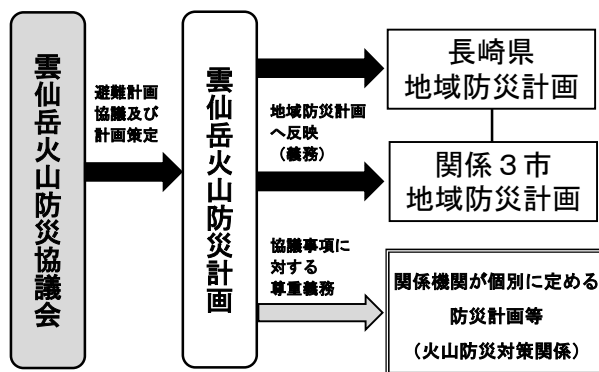 雲仙岳火山防災協議会
避難計画
協議及び
計画策定
雲仙岳火山防災計画
地域防災計画
へ反映
（義務）
長崎県
地域防災計画
関係３市
地域防災計画
協議事項に
対する
尊重義務
関係機関が個別に定める
防災計画等
（火山防災対策関係）